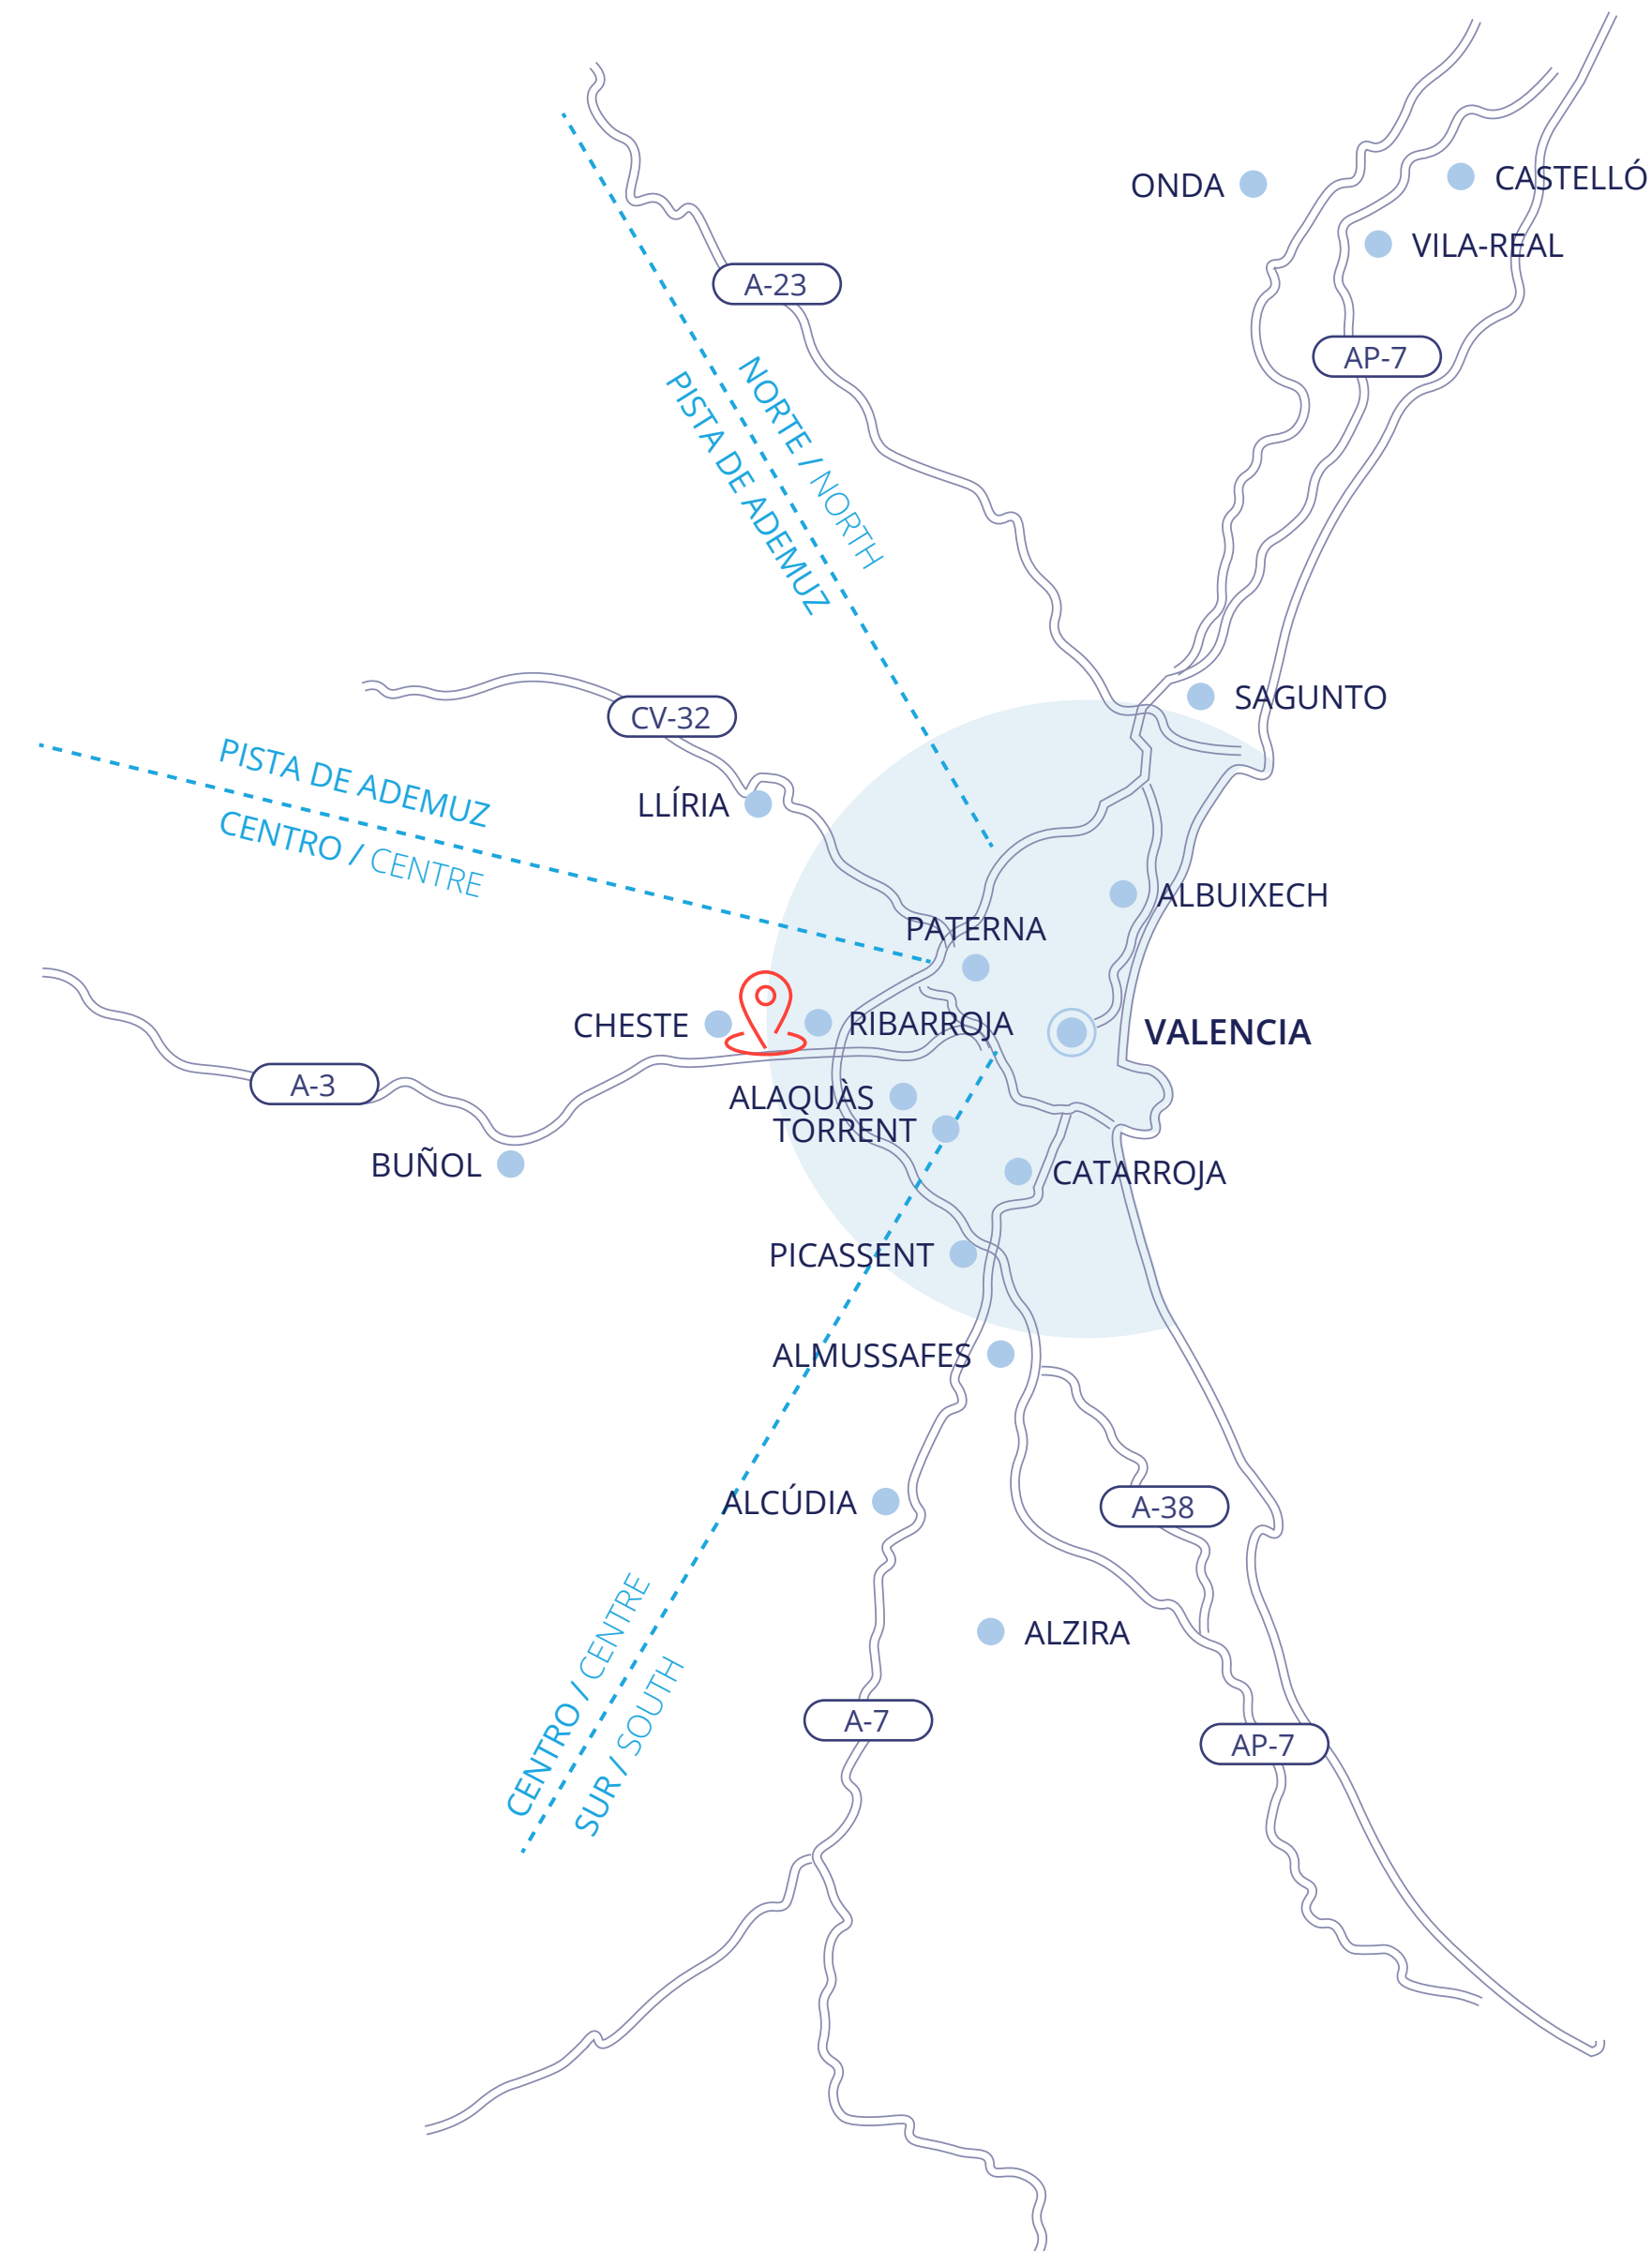 ONDA
CASTELLÓ
VILA-REAL
A-23
AP-7
NORTE / NORTH
PISTA DE ADEMUZ
SAGUNTO
CV-32
PISTA DE ADEMUZ
CENTRO / CENTRE
LLÍRIA
ALBUIXECH
PATERNA
CHESTE
RIBARROJA
VALENCIA
A-3
ALAQUÀS
TORRENT
BUÑOL
CATARROJA
PICASSENT
ALMUSSAFES
ALCÚDIA
A-38
CENTRO / CENTRE
SUR / SOUTH
ALZIRA
A-7
AP-7